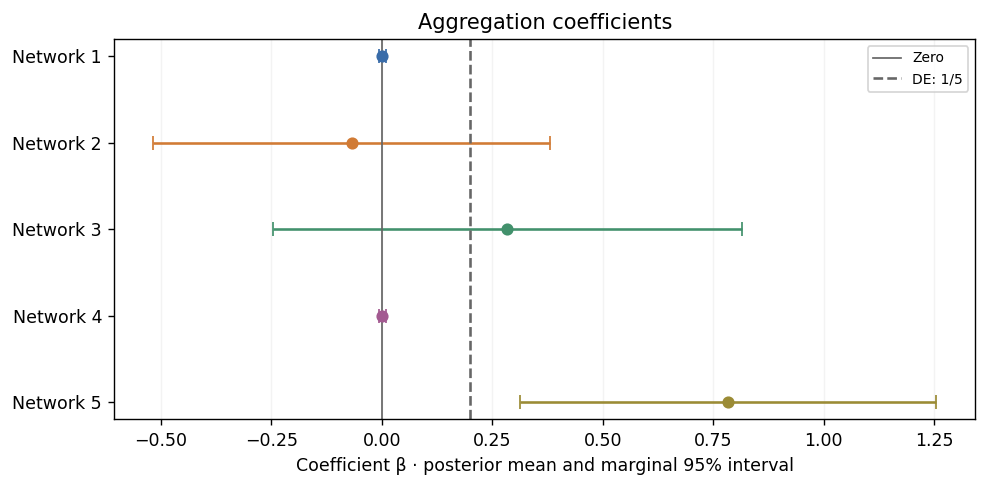 Aggregation coefficients
Network 1
Network 2
Network 3
Network 4
Network 5
Zero
DE: 1/5
−0.50 −0.25 0.00 0.25 0.50 0.75 1.00 1.25
Coefficient β · posterior mean and marginal 95% interval